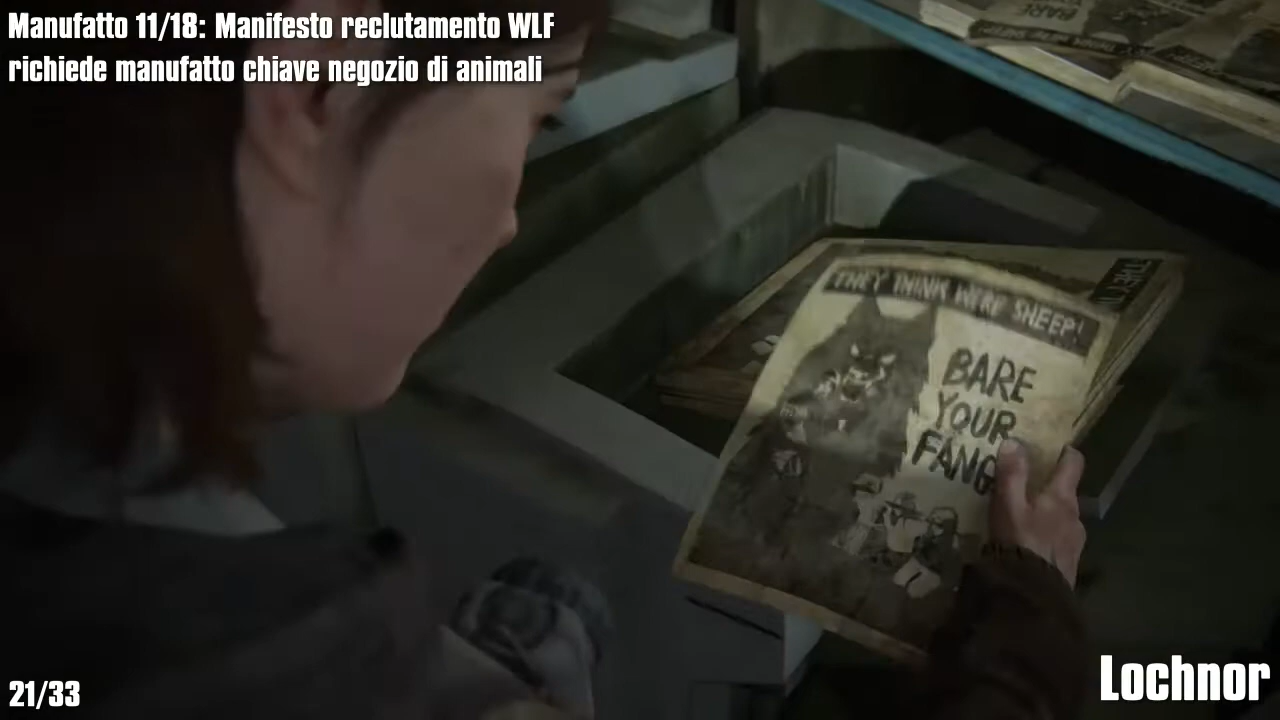 Manufatto 11/18: Manifesto reclutamento WLF
richiede manufatto chiave negozio di animali
THEY THINK WE'RE SHEEP!
BARE
YOUR
FANG
21/33
Lochnor